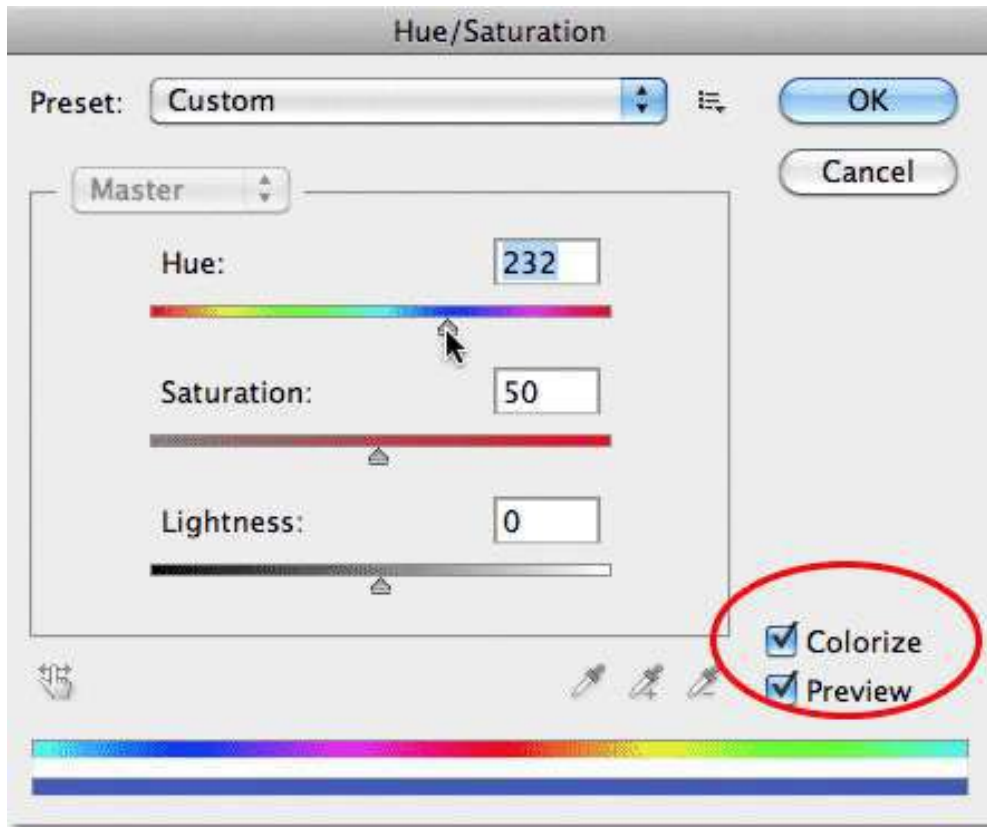 Hue/Saturation
Preset: Custom
OK
Cancel
Master
Hue: 232
Saturation: 50
Lightness: 0
Colorize
Preview